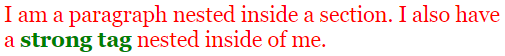 I am a paragraph nested inside a section. I also have
a strong tag nested inside of me.